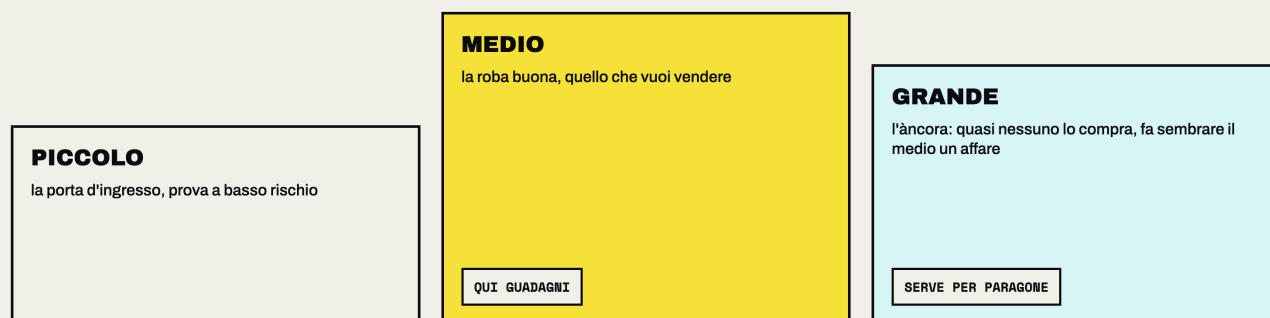 PICCOLO
la porta d'ingresso, prova a basso rischio
MEDIO
la roba buona, quello che vuoi vendere
QUI GUADAGNI
GRANDE
l'àncora: quasi nessuno lo compra, fa sembrare il
medio un affare
SERVE PER PARAGONE